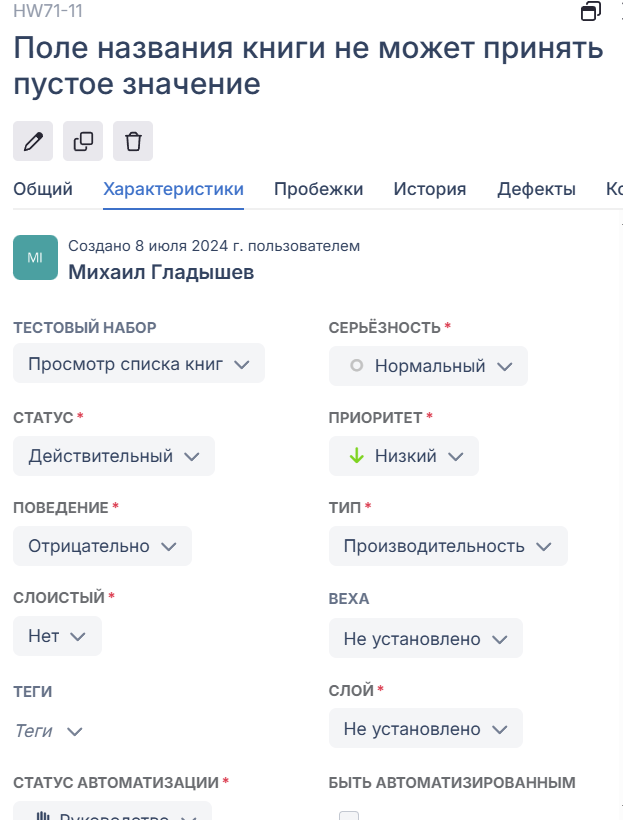 HW71-11
Поле названия книги не может принять
пустое значение
Общий Характеристики Пробежки История Дефекты
MI
Создано 8 июля 2024 г. пользователем
Михаил Гладышев
ТЕСТОВЫЙ НАБОР
СЕРЬЁЗНОСТЬ *
Просмотр списка книг
Нормальный
СТАТУС *
ПРИОРИТЕТ *
Действительный
Низкий
ПОВЕДЕНИЕ *
ТИП *
Отрицательно
Производительность
СЛОИСТЫЙ *
ВЕХА
Нет
Не установлено
ТЕГИ
СЛОЙ *
Теги
Не установлено
СТАТУС АВТОМАТИЗАЦИИ *
БЫТЬ АВТОМАТИЗИРОВАННЫМ
Руководство